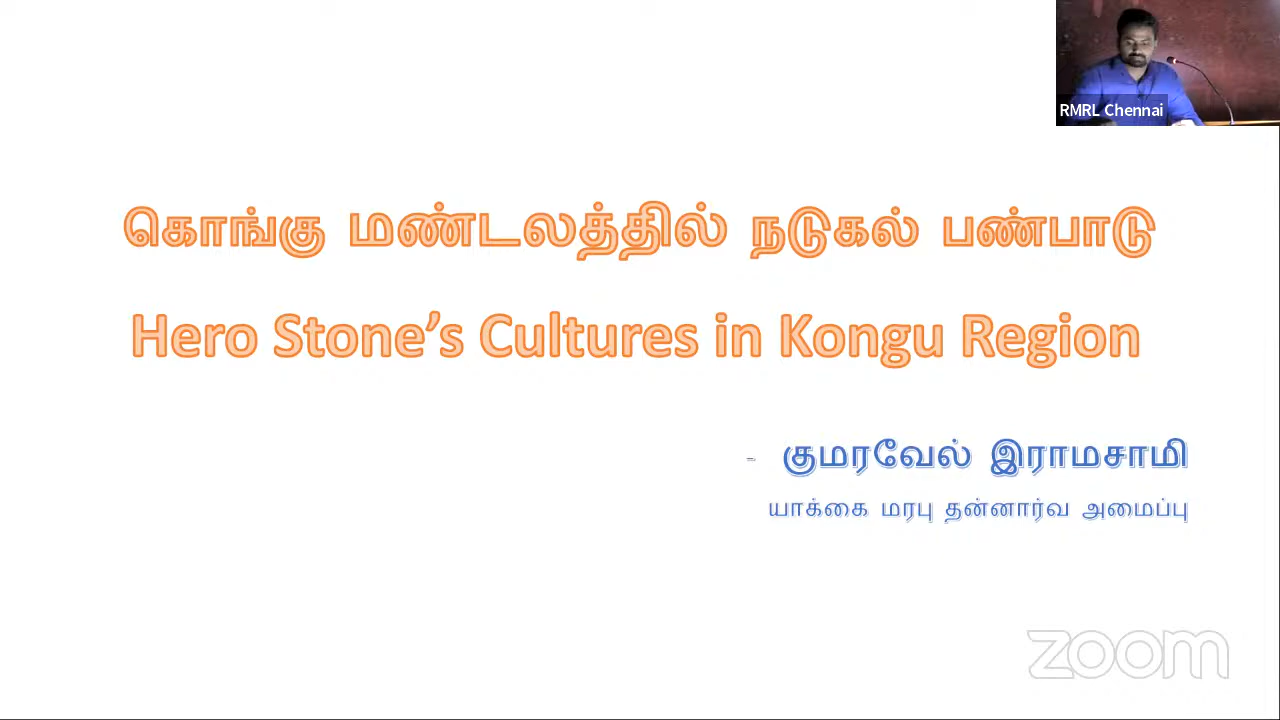 RMRL Chennai
கொங்கு மண்டலத்தில் நடுகல் பண்பாடு
Hero Stone’s Cultures in Kongu Region
- குமரவேல் இராமசாமி
யாக்கை மரபு தன்னார்வ அமைப்பு
zoom